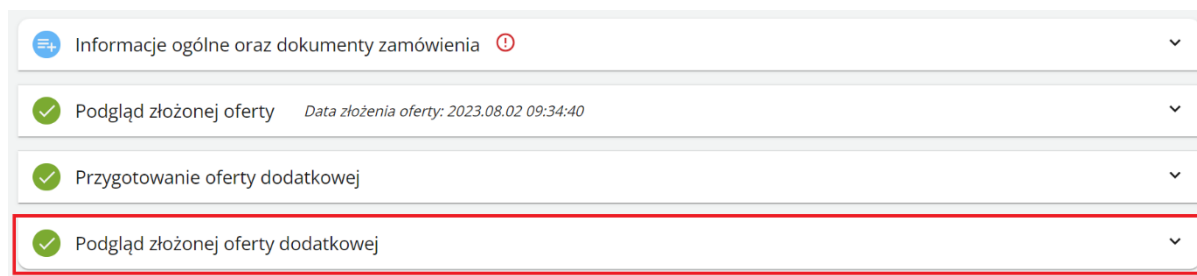 Informacje ogólne oraz dokumenty zamówienia
Podgląd złożonej oferty Data złożenia oferty: 2023.08.02 09:34:40
Przygotowanie oferty dodatkowej
Podgląd złożonej oferty dodatkowej